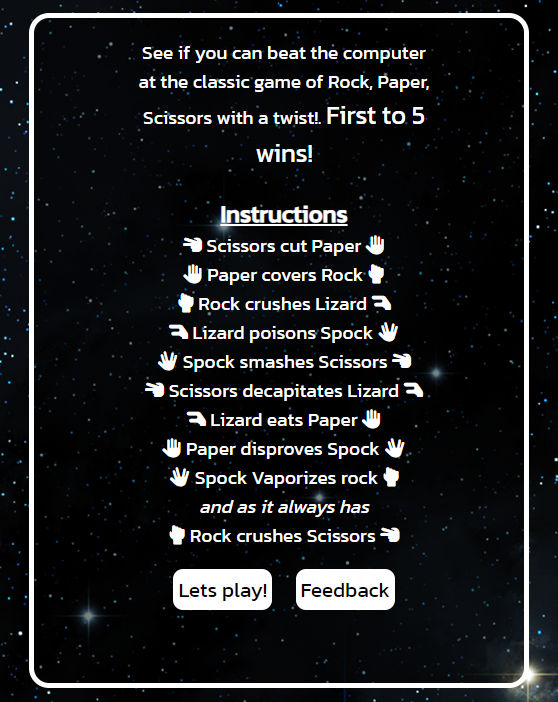 See if you can beat the computer
at the classic game of Rock, Paper,
Scissors with a twist!. First to 5
wins!
Instructions
Scissors cut Paper
Paper covers Rock
Rock crushes Lizard
Lizard poisons Spock
Spock smashes Scissors
Scissors decapitates Lizard
Lizard eats Paper
Paper disproves Spock
Spock Vaporizes rock
and as it always has
Rock crushes Scissors
Lets play! Feedback